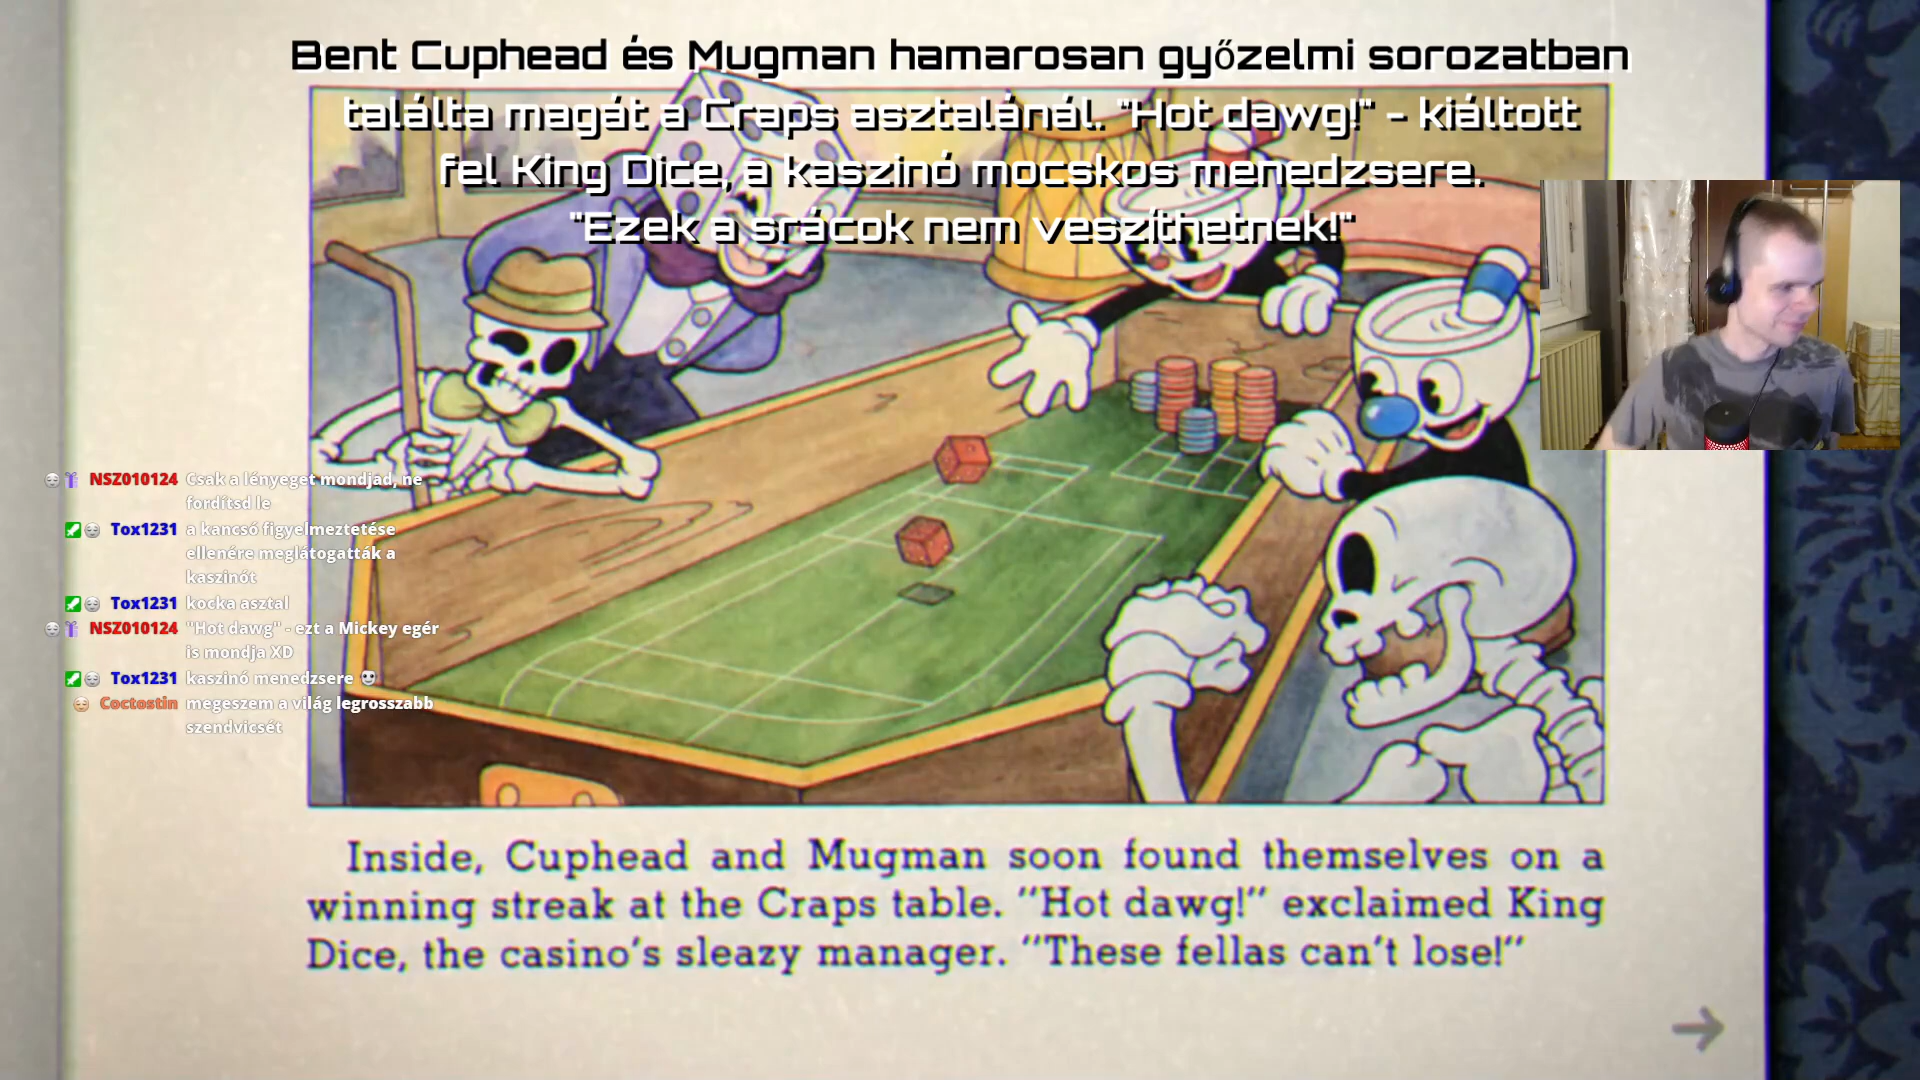 Bent Cuphead és Mugman hamarosan győzelmi sorozatban
találta magát a Craps asztalánál. "Hot dawg!" - kiáltott
fel King Dice, a kaszinó mocskos menedzsere.
"Ezek a srácok nem veszíthetnek!"
NSZ010124 Csak a lényeget mondjad, ne
fordítsd le
Tox1231 a kancsó figyelmeztetése
ellenére meglátogatták a
kaszinót
Tox1231 kocka asztal
NSZ010124 "Hot dawg" - ezt a Mickey egér
is mondja XD
Tox1231 kaszinó menedzsere
Coctostin megeszem a világ legrosszabb
szendvicsét
Inside, Cuphead and Mugman soon found themselves on a
winning streak at the Craps table. "Hot dawg!" exclaimed King
Dice, the casino's sleazy manager. "These fellas can't lose!"